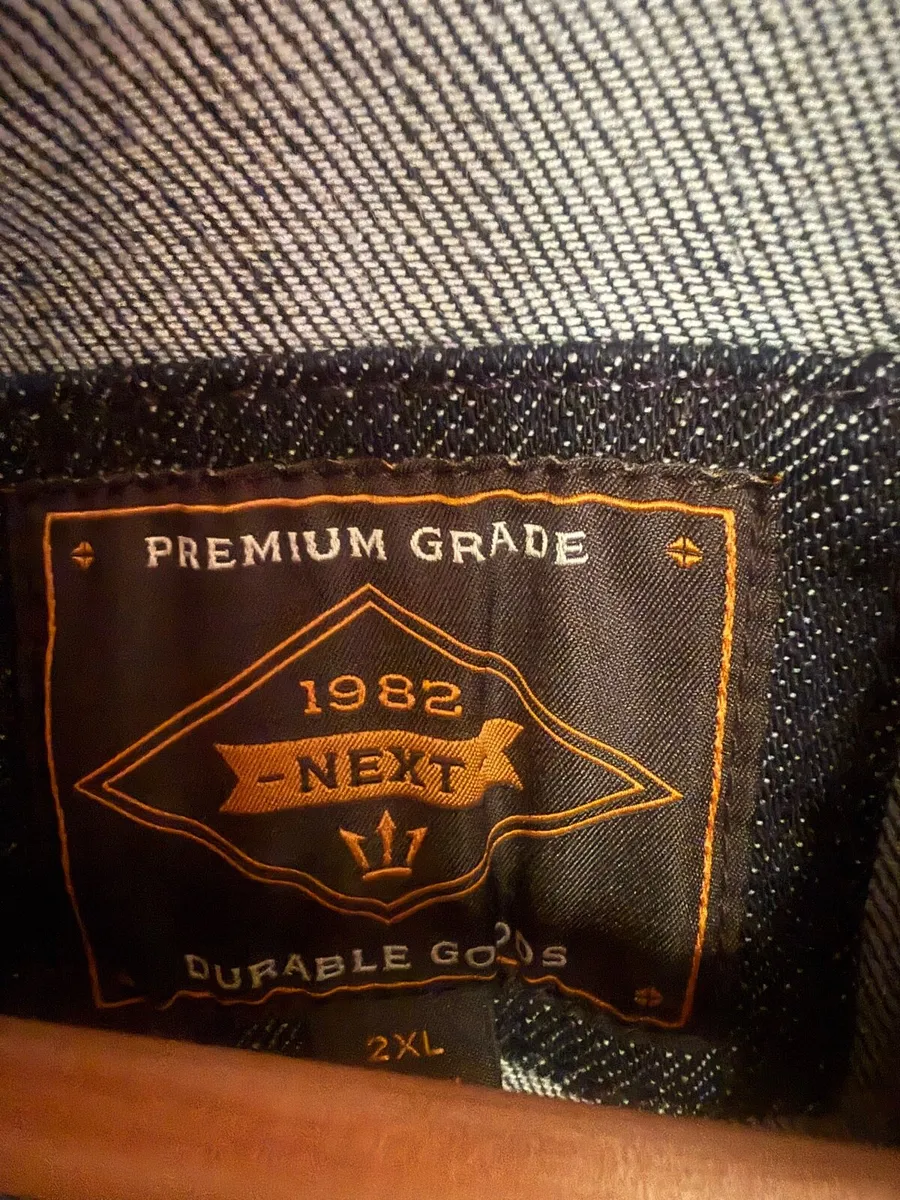 PREMIUM GRADE
1982
-NEXT-
DURABLE GOODS
2XL